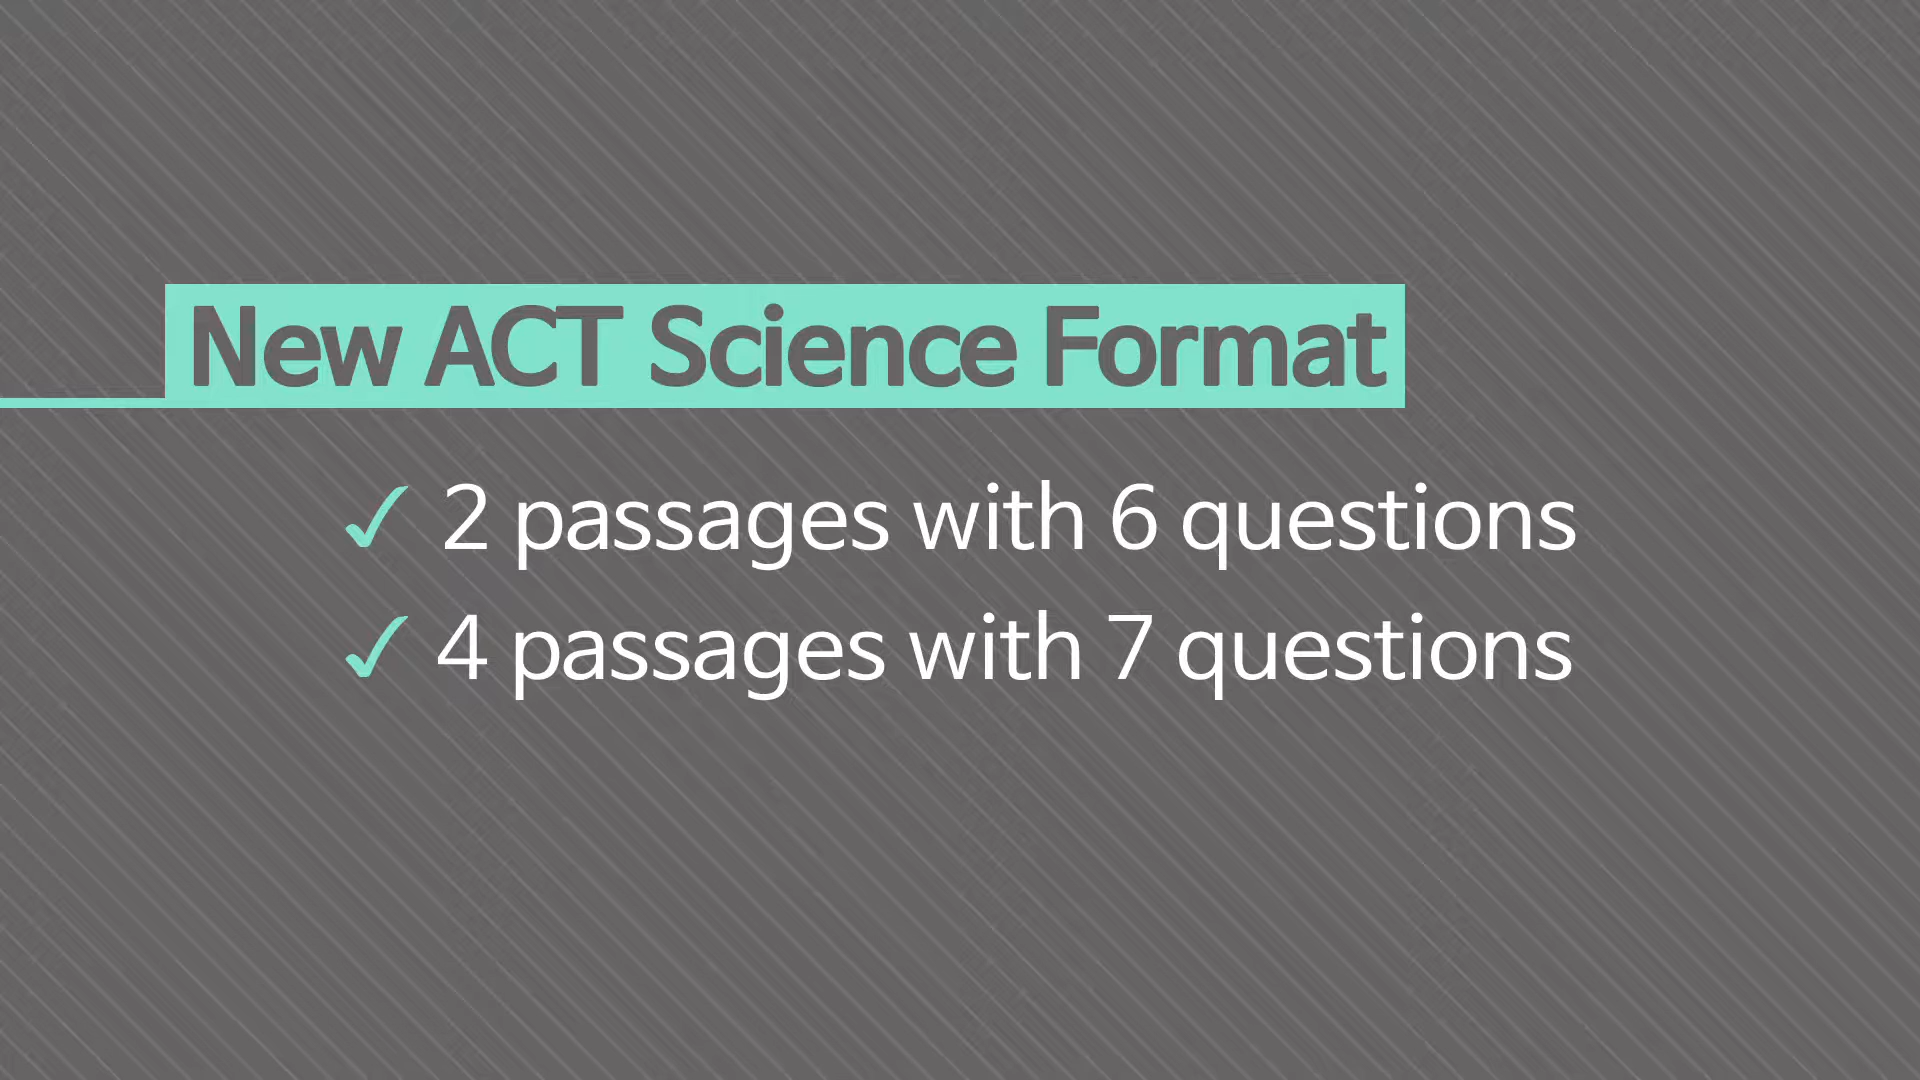 New ACT Science Format
✓ 2 passages with 6 questions
✓ 4 passages with 7 questions